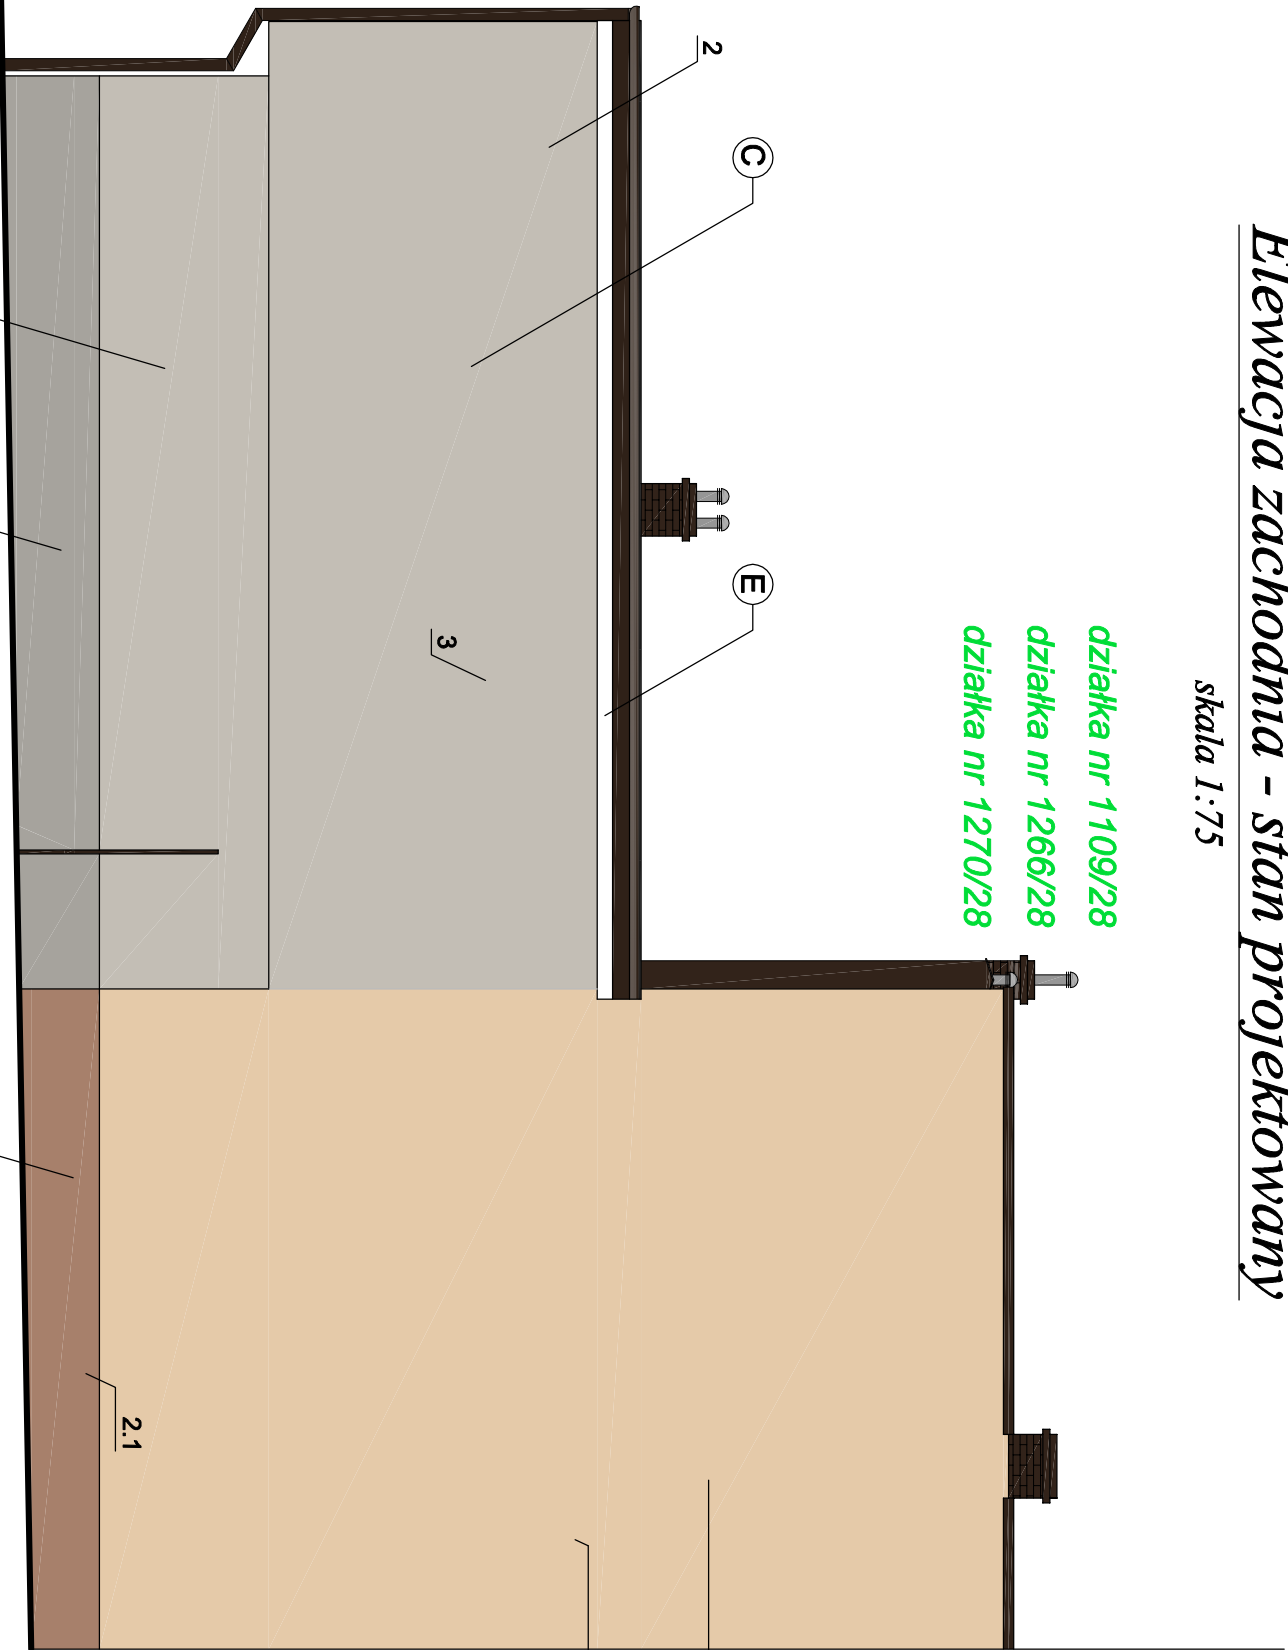 Elewacja zachodnia - stan projektowany
skala 1:75
działka nr 1109/28
działka nr 1266/28
działka nr 1270/28
2
C
E
3
2.1